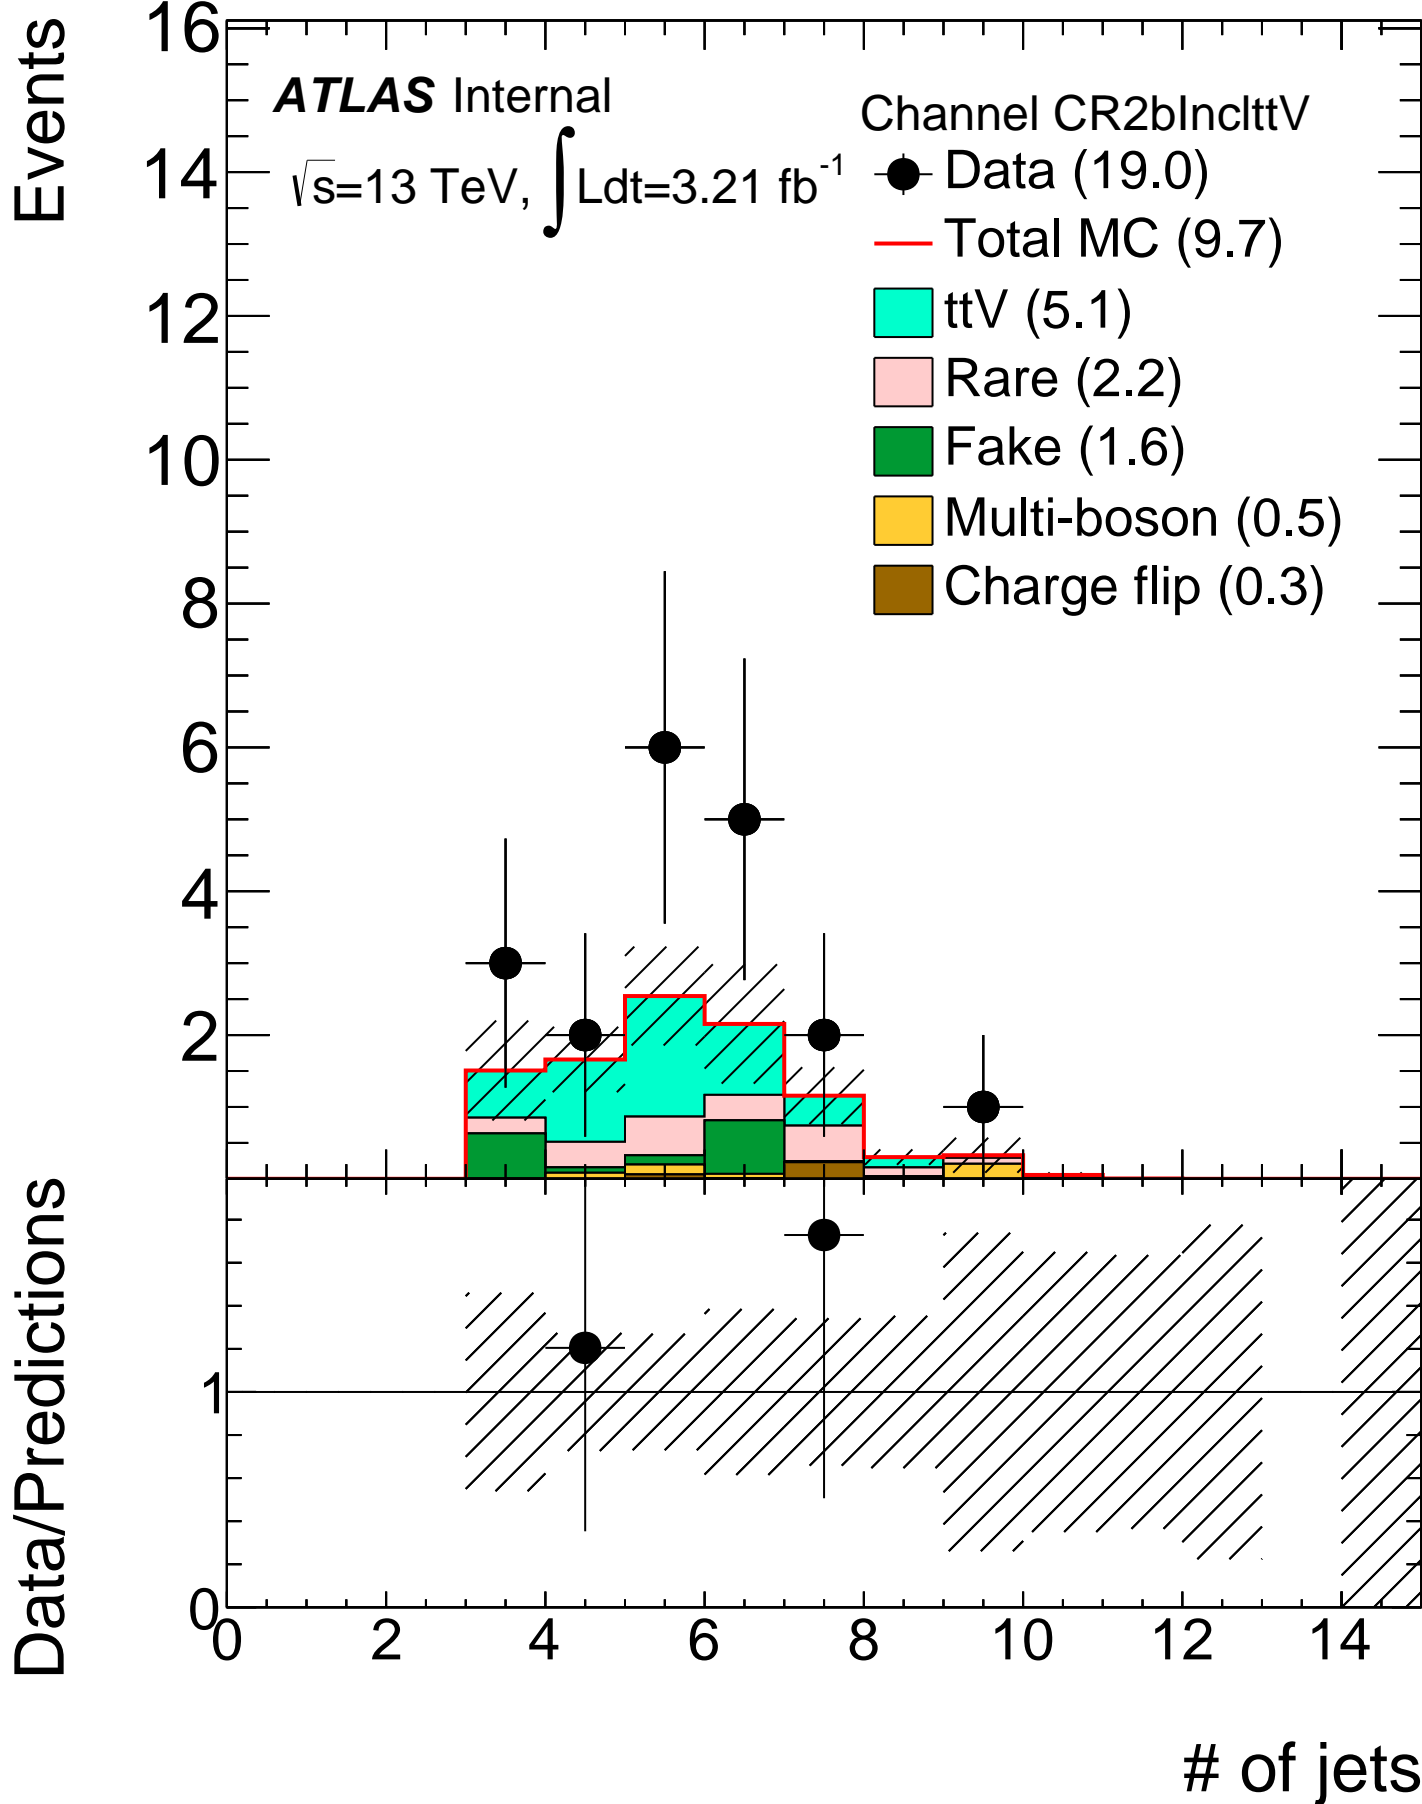 Events
16
14
12
10
8
6
4
2
ATLAS Internal
√s=13 TeV, ∫Ldt=3.21 fb⁻¹
Channel CR2bIncIttV
Data (19.0)
Total MC (9.7)
ttV (5.1)
Rare (2.2)
Fake (1.6)
Multi-boson (0.5)
Charge flip (0.3)
Data/Predictions
1
0
0 2 4 6 8 10 12 14
# of jets